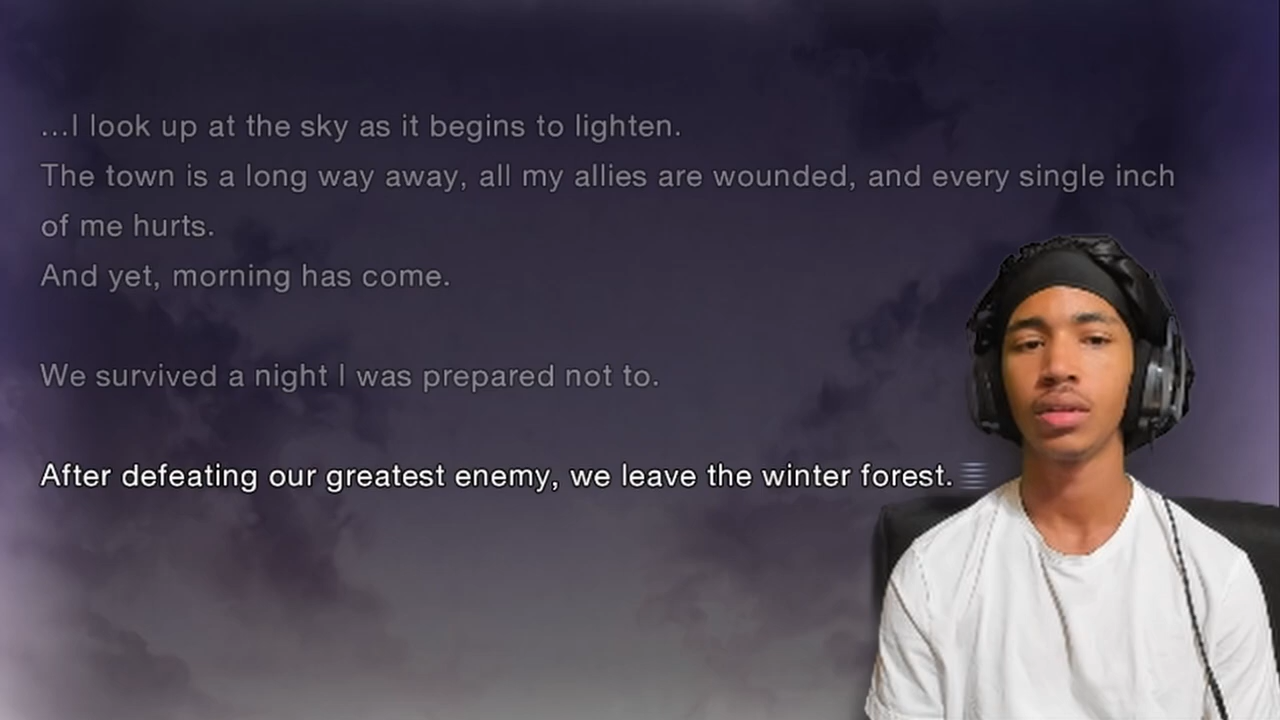 ...I look up at the sky as it begins to lighten.
The town is a long way away, all my allies are wounded, and every single inch
of me hurts.
And yet, morning has come.
We survived a night I was prepared not to.
After defeating our greatest enemy, we leave the winter forest.